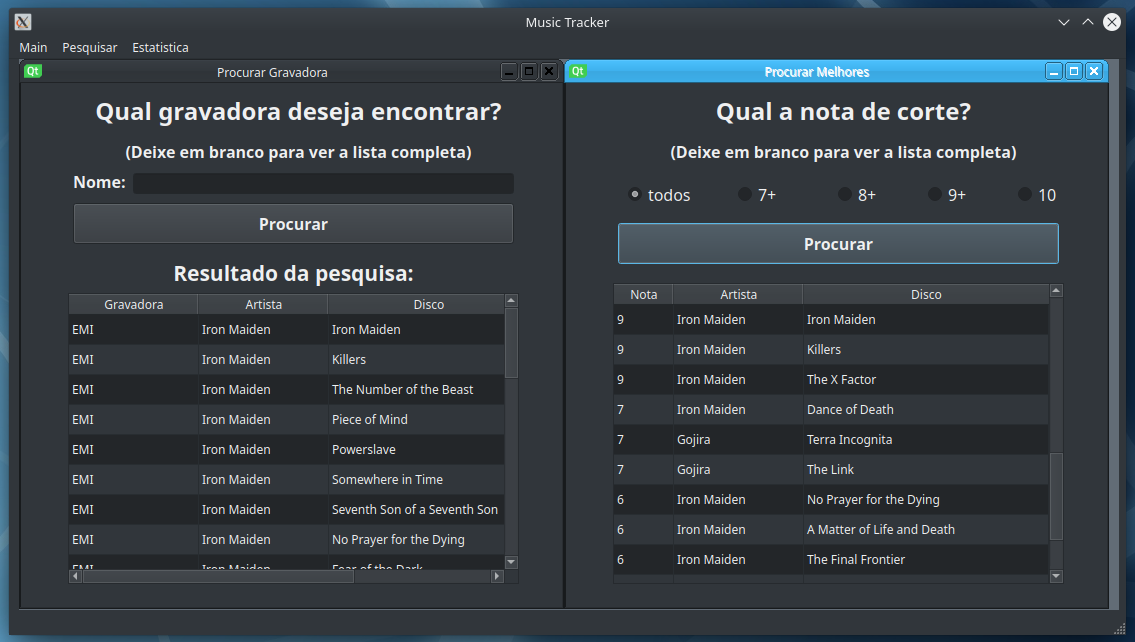 Music Tracker
Main Pesquisar Estatistica
Qt Procurar Gravadora
Qual gravadora deseja encontrar?
(Deixe em branco para ver a lista completa)
Nome:
Procurar
Resultado da pesquisa:
Gravadora Artista Disco
EMI Iron Maiden Iron Maiden
EMI Iron Maiden Killers
EMI Iron Maiden The Number of the Beast
EMI Iron Maiden Piece of Mind
EMI Iron Maiden Powerslave
EMI Iron Maiden Somewhere in Time
EMI Iron Maiden Seventh Son of a Seventh Son
EMI Iron Maiden No Prayer for the Dying
EMI Iron Maiden Fear of the Dark
Qt Procurar Melhores
Qual a nota de corte?
(Deixe em branco para ver a lista completa)
todos 7+ 8+ 9+ 10
Procurar
Nota Artista Disco
9 Iron Maiden Iron Maiden
9 Iron Maiden Killers
9 Iron Maiden The X Factor
7 Iron Maiden Dance of Death
7 Gojira Terra Incognita
7 Gojira The Link
6 Iron Maiden No Prayer for the Dying
6 Iron Maiden A Matter of Life and Death
6 Iron Maiden The Final Frontier